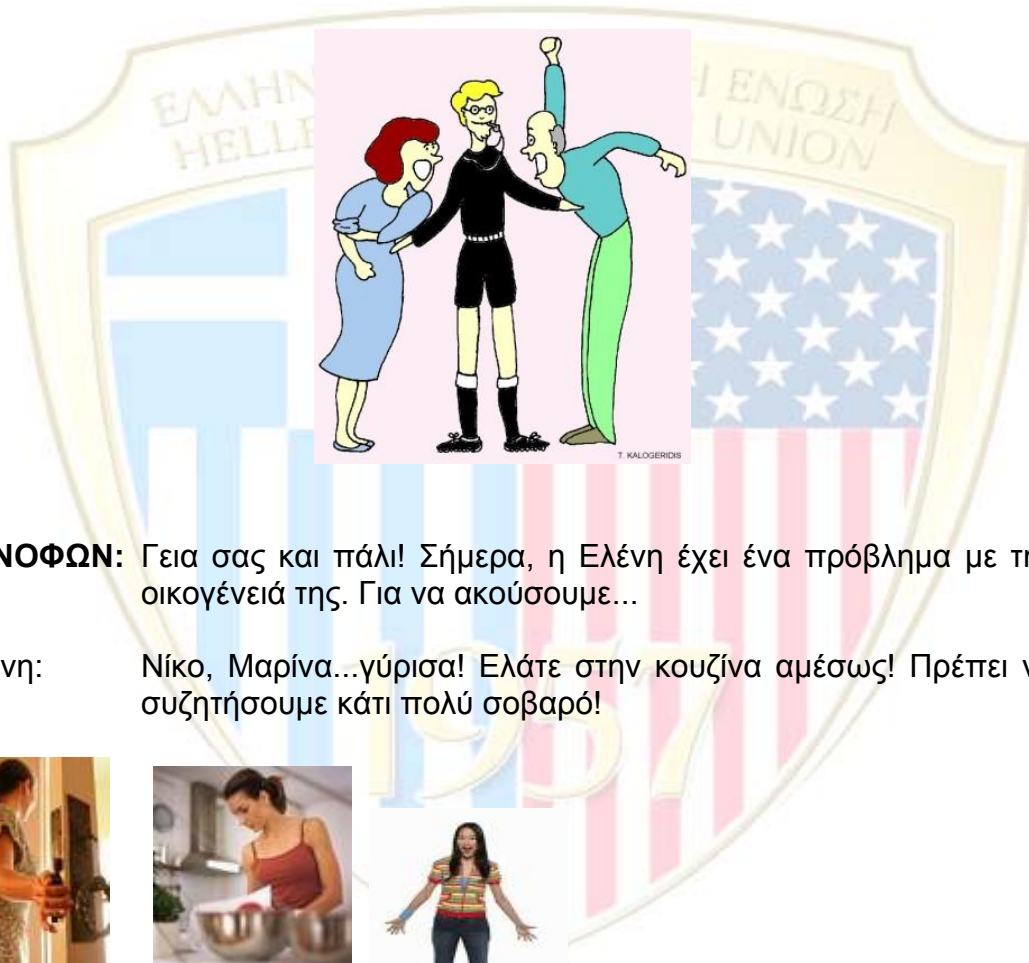 ΕΛΛΗΝ
Η ΕΝΩΣΗ
HELLE
UNION
T. KALOGERIDIS
ΝΟΦΩΝ: Γεια σας και πάλι! Σήμερα, η Ελένη έχει ένα πρόβλημα με τη
οικογένειά της. Για να ακούσουμε...
νη: Νίκο, Μαρίνα...γύρισα! Ελάτε στην κουζίνα αμέσως! Πρέπει ν
συζητήσουμε κάτι πολύ σοβαρό!
1957